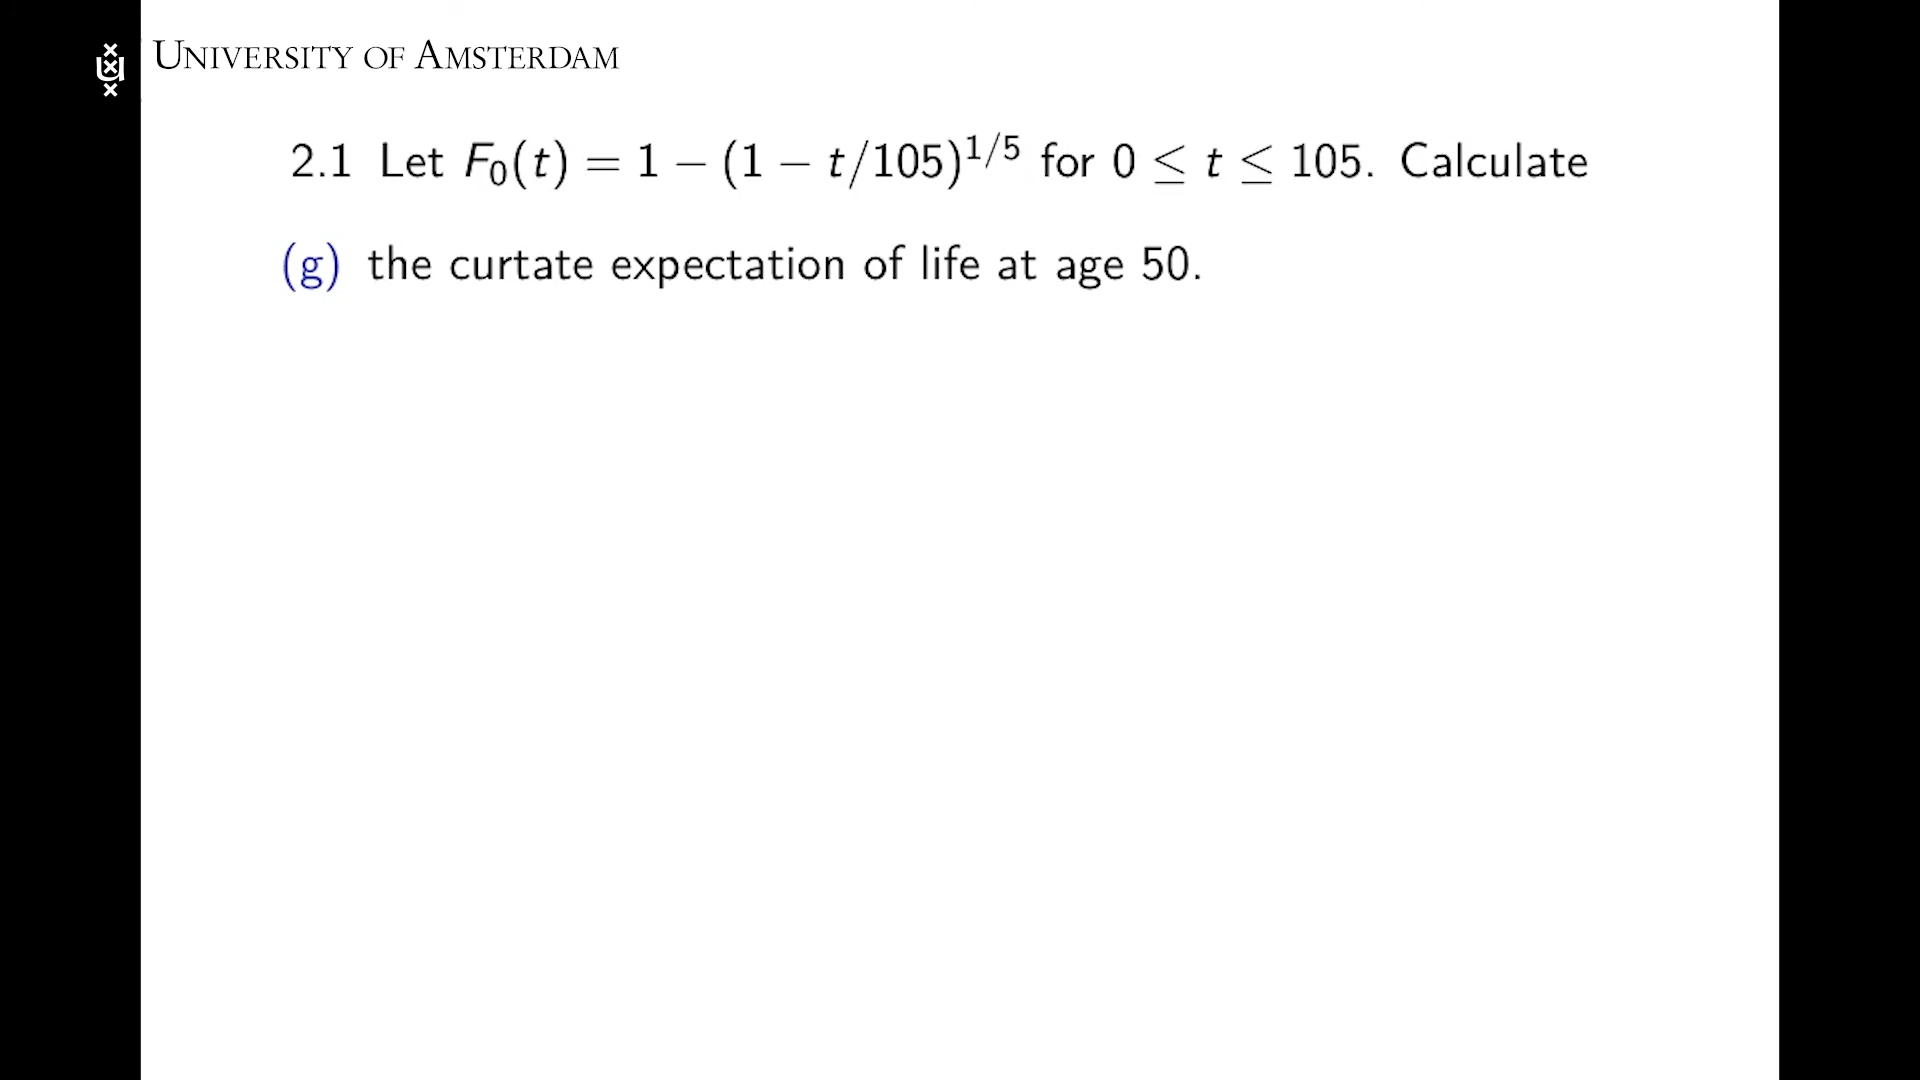 UNIVERSITY OF AMSTERDAM
2.1 Let F₀(t) = 1 − (1 − t/105)^{1/5} for 0 ≤ t ≤ 105. Calculate
(g) the curtate expectation of life at age 50.